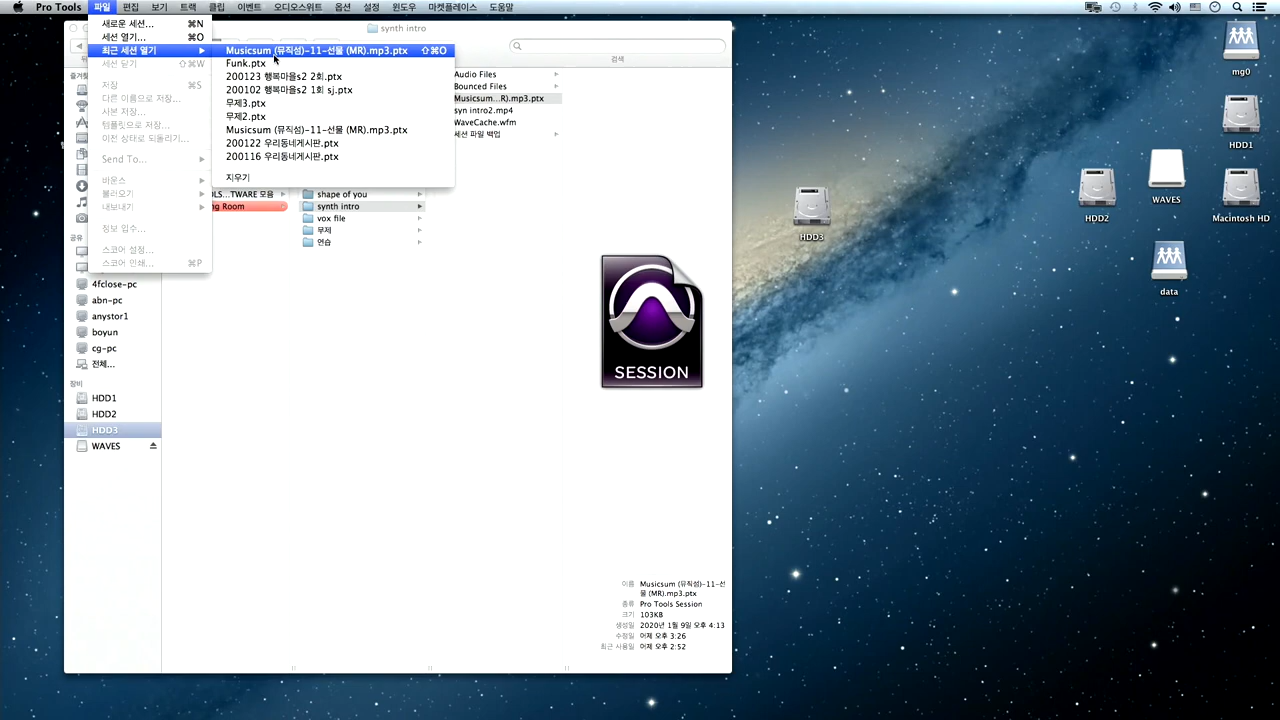 Pro Tools 파일 편집 보기 트랙 클립 이벤트 오디오스위트 옵션 설정 윈도우 마켓플레이스 도움말
synth intro
새로운 세션... ⌘N
세션 열기... ⌘O
최근 세션 열기
세션 닫기 ⇧⌘W
저장 ⌘S
다른 이름으로 저장...
사본 저장...
템플릿으로 저장...
이전 상태로 되돌리기...
Send To...
바운스
불러오기
내보내기
정보 입수...
스코어 설정...
스코어 인쇄... ⌘P
Musicsum (뮤직섬)-11-선물 (MR).mp3.ptx ⇧⌘O
Funk.ptx
200123 행복마을s2 2회.ptx
200102 행복마을s2 1회 sj.ptx
무제3.ptx
무제2.ptx
Musicsum (뮤직섬)-11-선물 (MR).mp3.ptx
200122 우리동네게시판.ptx
200116 우리동네게시판.ptx
지우기
검색
Audio Files
Bounced Files
Musicsum...R).mp3.ptx
syn intro2.mp4
WaveCache.wfm
세션 파일 백업
...TWARE 모음
ng Room
shape of you
synth intro
vox file
무제
연습
공유
4fclose-pc
abn-pc
anystor1
boyun
cg-pc
전체...
장비
HDD1
HDD2
HDD3
WAVES
SESSION
이름 Musicsum (뮤직섬)-11-선
물 (MR).mp3.ptx
종류 Pro Tools Session
크기 103KB
생성일 2020년 1월 9일 오후 4:13
수정일 어제 오후 3:26
최근 사용일 어제 오후 2:52
mg0
HDD1
WAVES
HDD2
Macintosh HD
HDD3
data